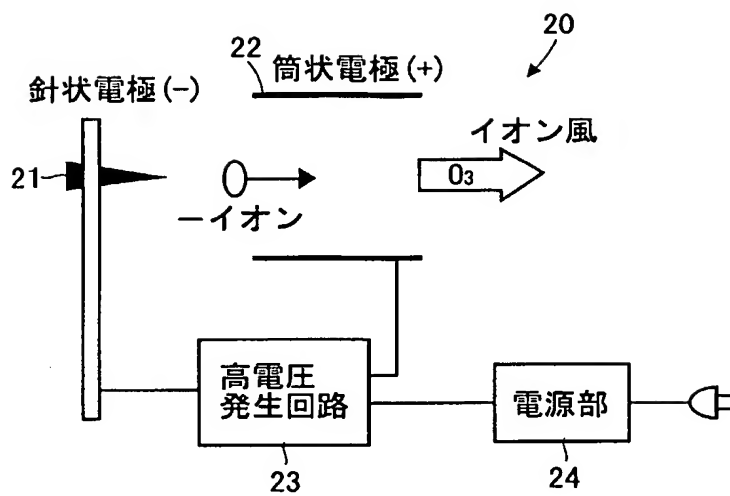 20
22
筒状電極(+)
針状電極(-)
イオン風
21
O₃
ーイオン
高電圧
発生回路
電源部
23
24